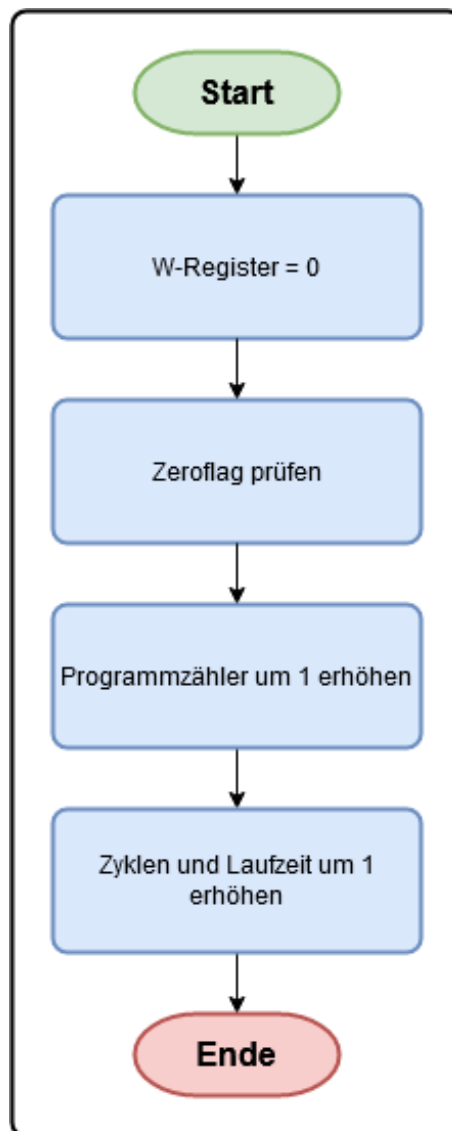 Start
W-Register = 0
Zeroflag prüfen
Programmzähler um 1 erhöhen
Zyklen und Laufzeit um 1
erhöhen
Ende